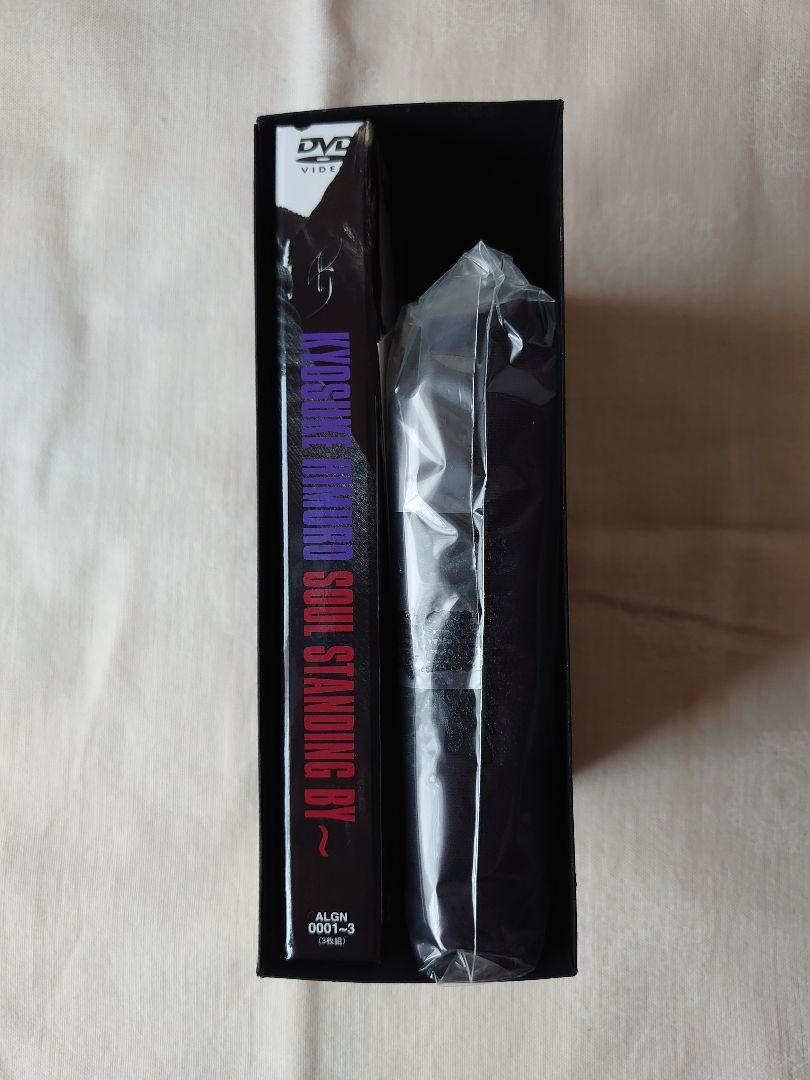 DVD
VIDEO
KYOSUKE HIMURO SOUL STANDING BY～
ALGN
0001~3
(3枚組)